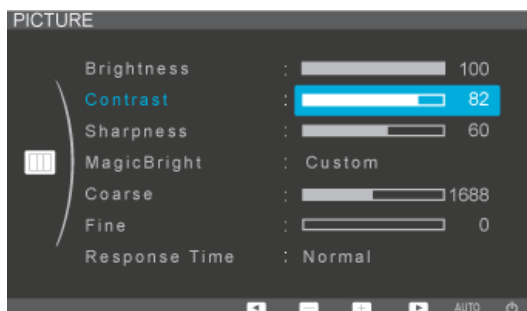 PICTURE
Brightness : 100
Contrast : 82
Sharpness : 60
MagicBright : Custom
Coarse : 1688
Fine : 0
Response Time : Normal
AUTO